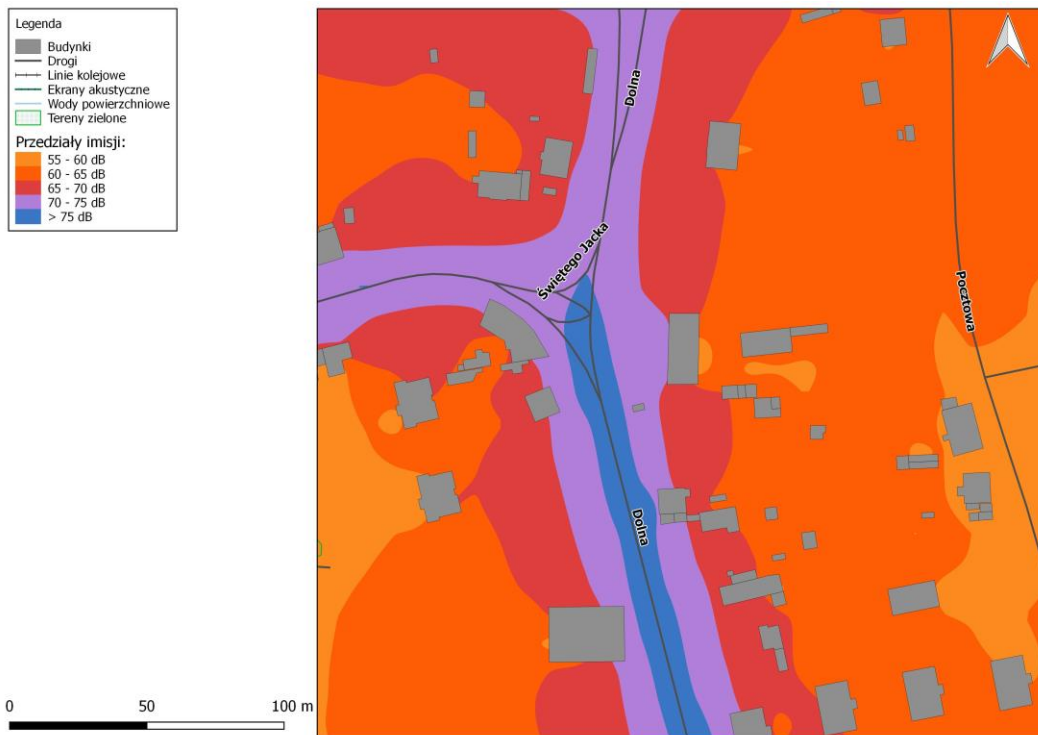 Legenda
Budynki
Drogi
Linie kolejowe
Ekrany akustyczne
Wody powierzchniowe
Tereny zielone
Przedziały imisji:
55 - 60 dB
60 - 65 dB
65 - 70 dB
70 - 75 dB
> 75 dB
Dolna
Świętego Jacka
Pocztowa
Dolna
0 50 100 m